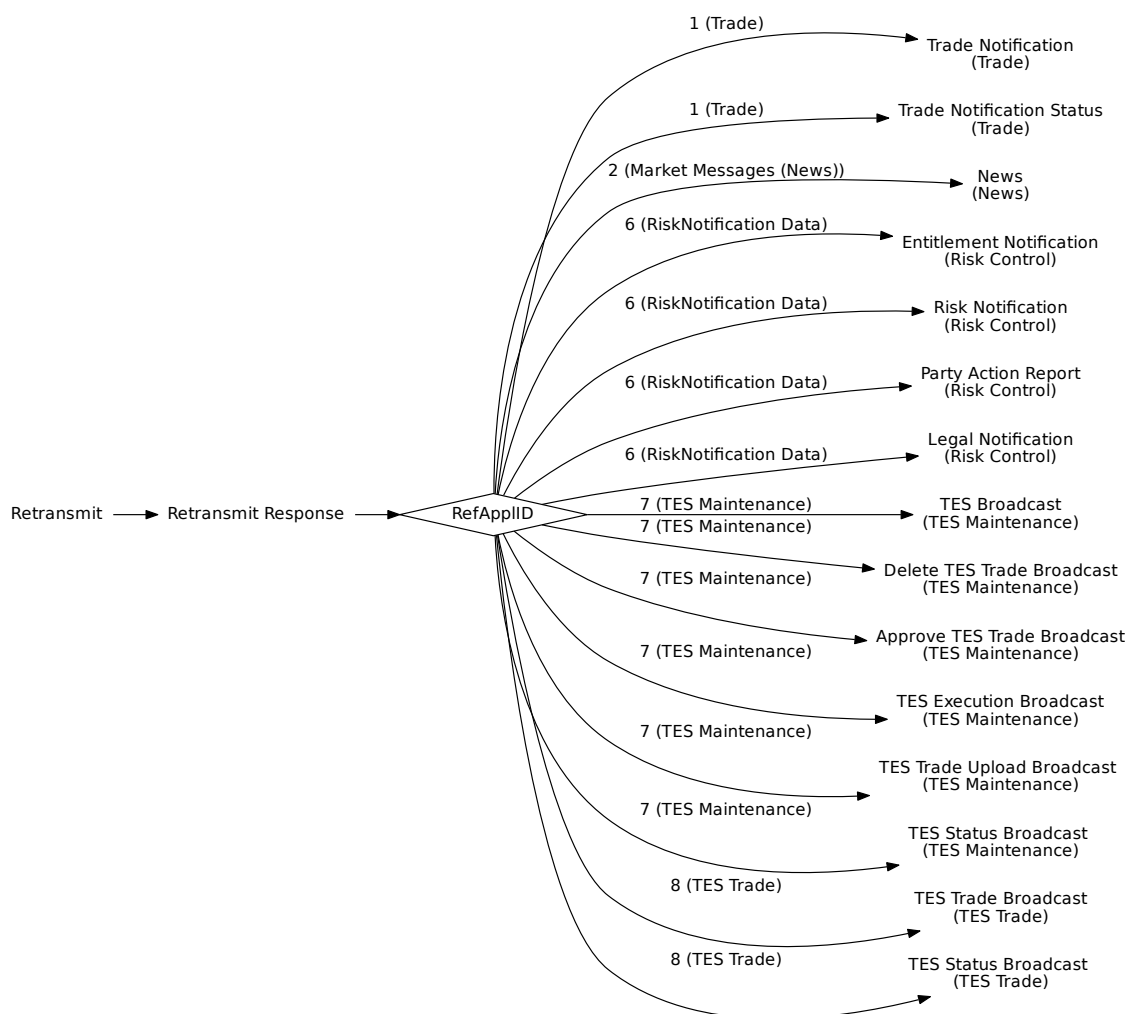 1 (Trade)
Trade Notification
(Trade)
1 (Trade)
Trade Notification Status
(Trade)
2 (Market Messages (News))
News
(News)
6 (RiskNotification Data)
Entitlement Notification
(Risk Control)
6 (RiskNotification Data)
Risk Notification
(Risk Control)
6 (RiskNotification Data)
Party Action Report
(Risk Control)
6 (RiskNotification Data)
Legal Notification
(Risk Control)
Retransmit
Retransmit Response
RefApplID
7 (TES Maintenance)
TES Broadcast
(TES Maintenance)
7 (TES Maintenance)
Delete TES Trade Broadcast
(TES Maintenance)
7 (TES Maintenance)
Approve TES Trade Broadcast
(TES Maintenance)
7 (TES Maintenance)
TES Execution Broadcast
(TES Maintenance)
7 (TES Maintenance)
TES Trade Upload Broadcast
(TES Maintenance)
7 (TES Maintenance)
TES Status Broadcast
(TES Maintenance)
8 (TES Trade)
TES Trade Broadcast
(TES Trade)
8 (TES Trade)
TES Status Broadcast
(TES Trade)